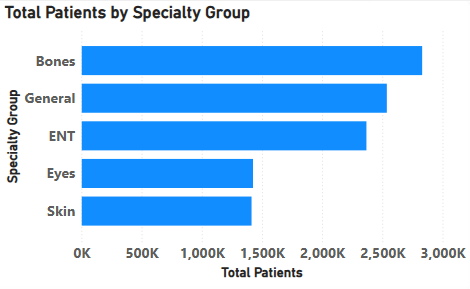 Total Patients by Specialty Group
Specialty Group
Bones
General
ENT
Eyes
Skin
0K 500K 1,000K 1,500K 2,000K 2,500K 3,000K
Total Patients